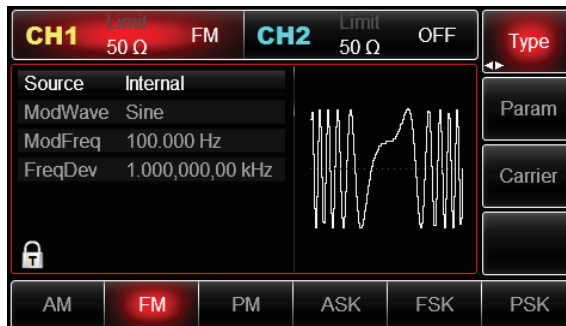 CH1 Limit 50 Ω FM CH2 Limit 50 Ω OFF Type
Source Internal
ModWave Sine
ModFreq 100.000 Hz
FreqDev 1.000,000,00 kHz
Param
Carrier
T
AM FM PM ASK FSK PSK